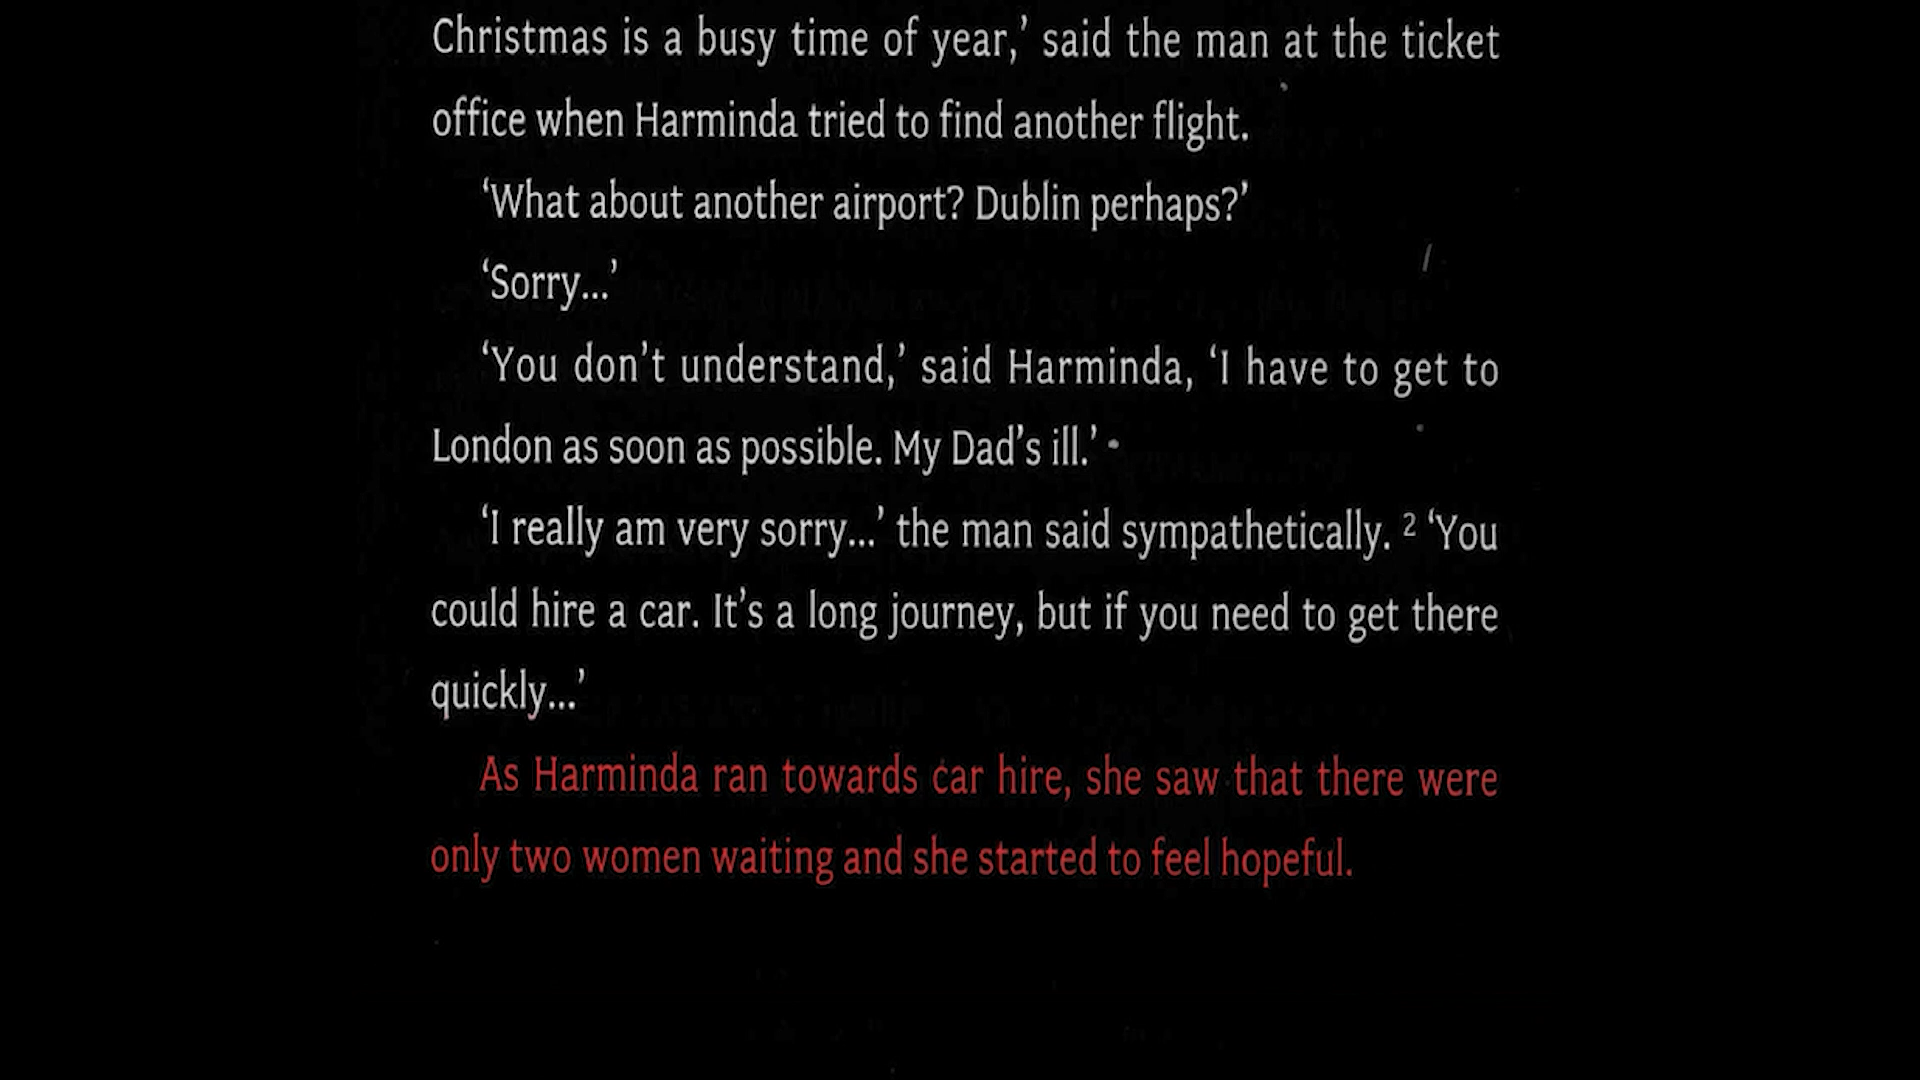 Christmas is a busy time of year,’ said the man at the ticket
office when Harminda tried to find another flight.
‘What about another airport? Dublin perhaps?’
‘Sorry...’
‘You don’t understand,’ said Harminda, ‘I have to get to
London as soon as possible. My Dad’s ill.’
‘I really am very sorry...’ the man said sympathetically. ² ‘You
could hire a car. It’s a long journey, but if you need to get there
quickly...’
As Harminda ran towards car hire, she saw that there were
only two women waiting and she started to feel hopeful.